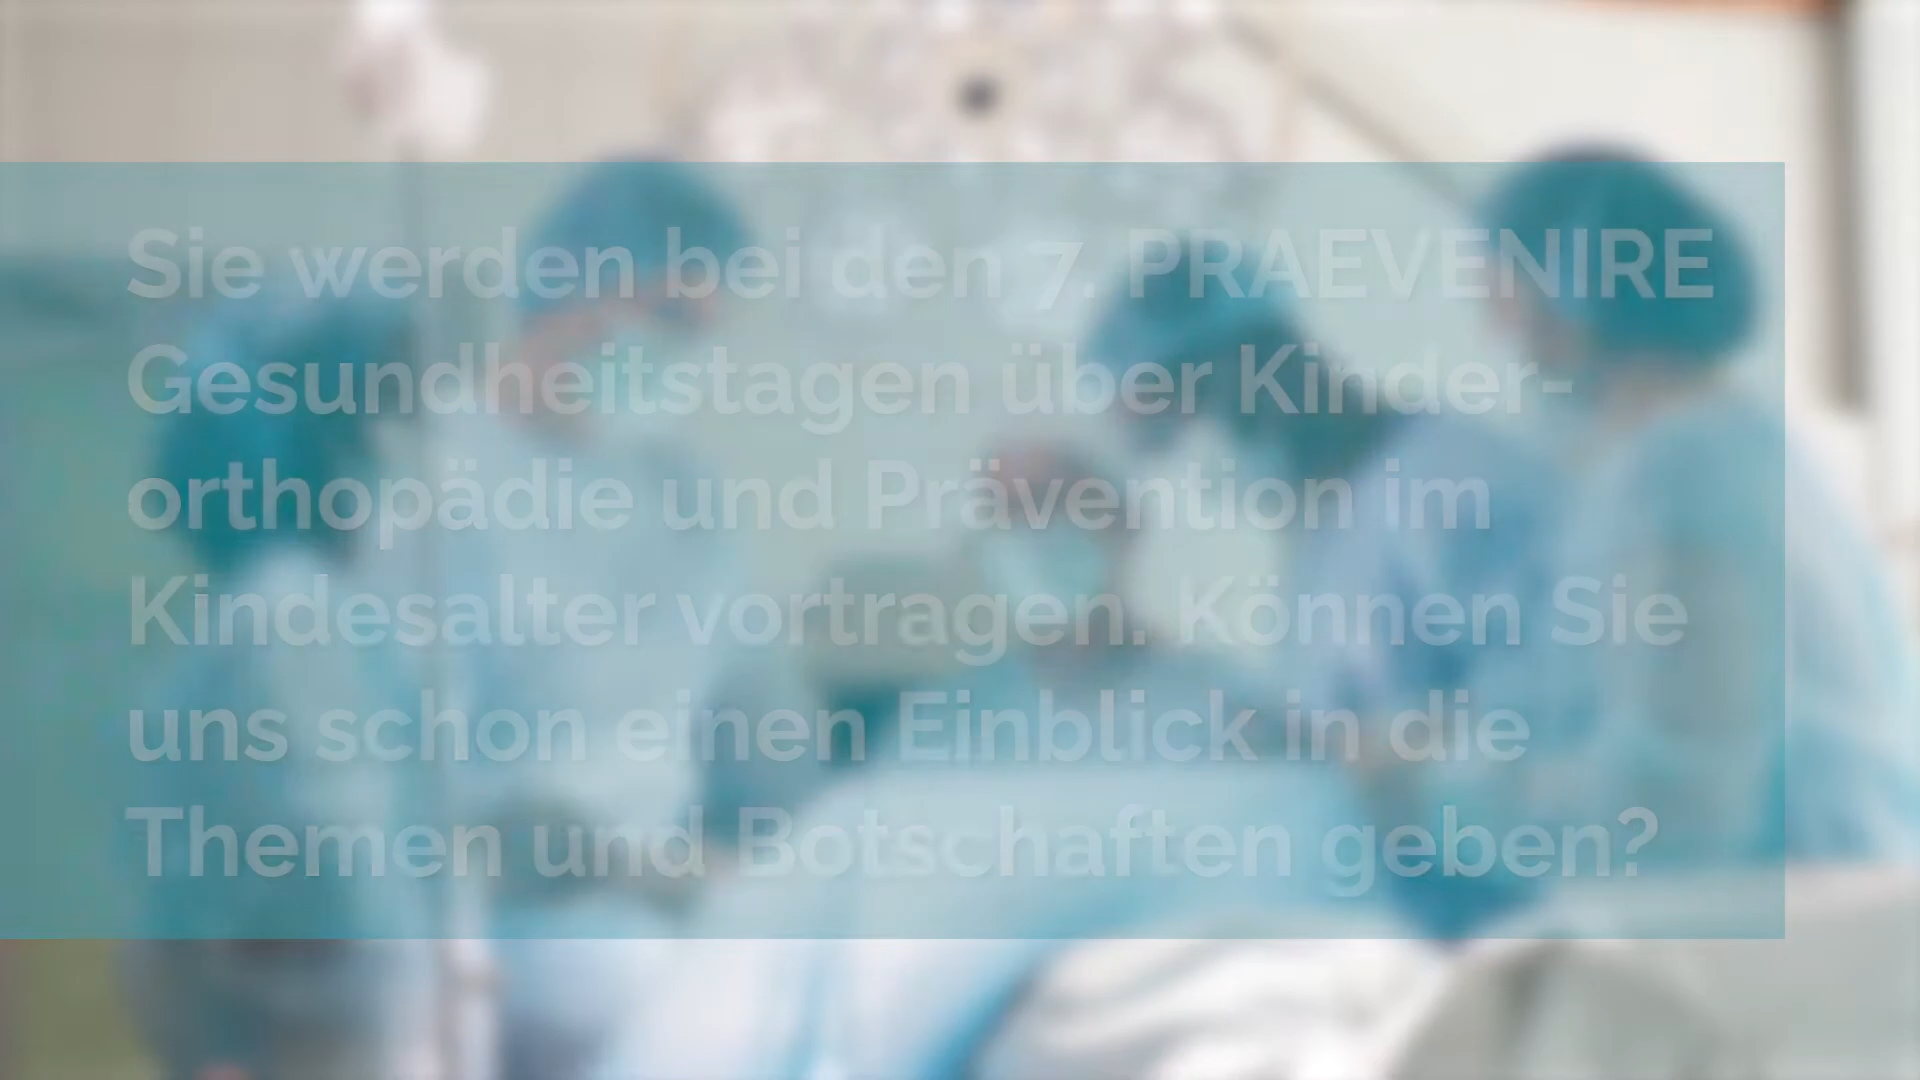 Sie werden bei den 7. PRAEVENIRE
Gesundheitstagen über Kinder-
orthopädie und Prävention im
Kindesalter vortragen. Können Sie
uns schon einen Einblick in die
Themen und Botschaften geben?